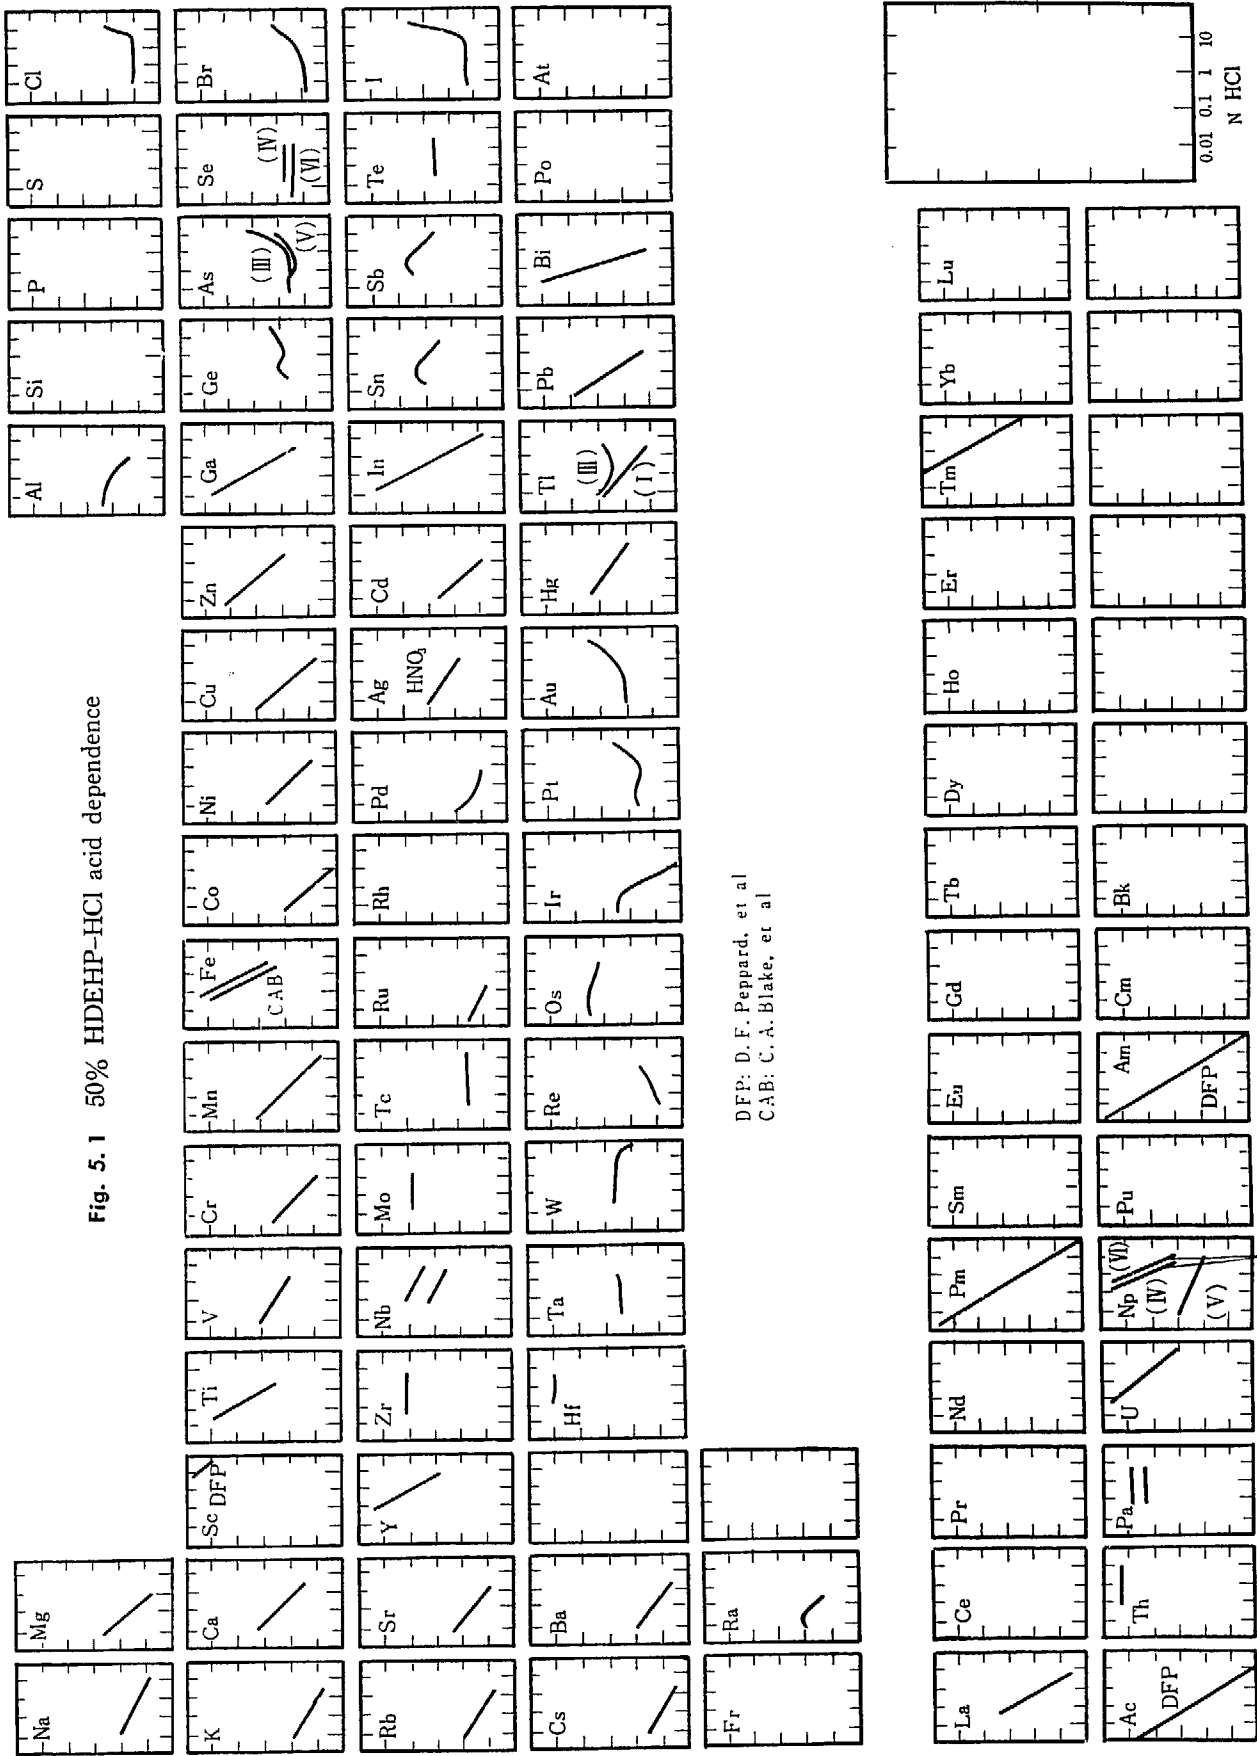 Fig. 5.1 50% HDEHP-HCl acid dependence
Na
Mg
Al
Si
P
S
Cl
K
Ca
Sc
DFP
Ti
V
Cr
Mn
Fe
CAB
Co
Ni
Cu
Zn
Ga
Ge
As
(III)
(V)
Se
(IV)
(VI)
Br
Rb
Sr
Y
Zr
Nb
Mo
Tc
Ru
Rh
Pd
Ag
HNO₃
Cd
In
Sn
Sb
Te
I
Cs
Ba
Hf
Ta
W
Re
Os
Ir
Pt
Au
Hg
Tl
(III)
(I)
Pb
Bi
Po
At
Fr
Ra
DFP: D. F. Peppard, et al
CAB: C. A. Blake, et al
La
Ce
Pr
Nd
Pm
Sm
Eu
Gd
Tb
Dy
Ho
Er
Tm
Yb
Lu
Ac
DFP
Th
Pa
U
Np
(VI)
(IV)
(V)
Pu
Am
DFP
Cm
Bk
0.01 0.1 1 10
N HCl